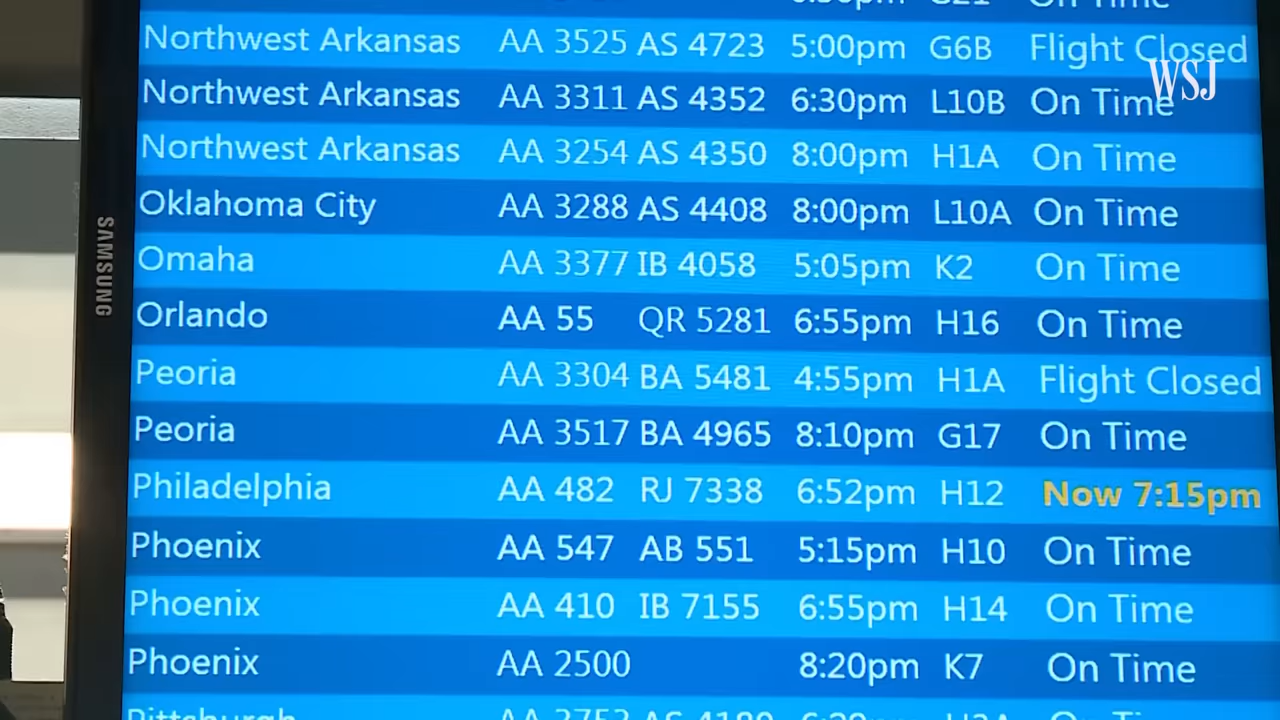 On Time
Northwest Arkansas AA 3525 AS 4723 5:00pm G6B Flight Closed
WSJ
Northwest Arkansas AA 3311 AS 4352 6:30pm L10B On Time
Northwest Arkansas AA 3254 AS 4350 8:00pm H1A On Time
Oklahoma City AA 3288 AS 4408 8:00pm L10A On Time
SAMSUNG
Omaha AA 3377 IB 4058 5:05pm K2 On Time
Orlando AA 55 QR 5281 6:55pm H16 On Time
Peoria AA 3304 BA 5481 4:55pm H1A Flight Closed
Peoria AA 3517 BA 4965 8:10pm G17 On Time
Philadelphia AA 482 RJ 7338 6:52pm H12 Now 7:15pm
Phoenix AA 547 AB 551 5:15pm H10 On Time
Phoenix AA 410 IB 7155 6:55pm H14 On Time
Phoenix AA 2500 8:20pm K7 On Time
Pittsburgh AA AS